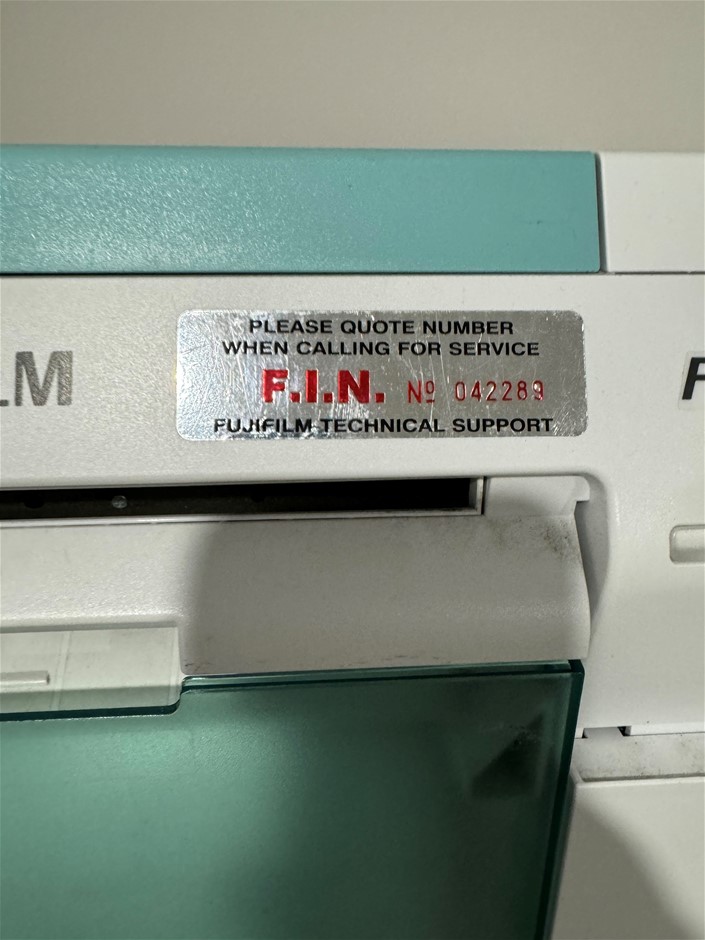 PLEASE QUOTE NUMBER
WHEN CALLING FOR SERVICE
F.I.N. Nº 042289
FUJIFILM TECHNICAL SUPPORT
LM
F